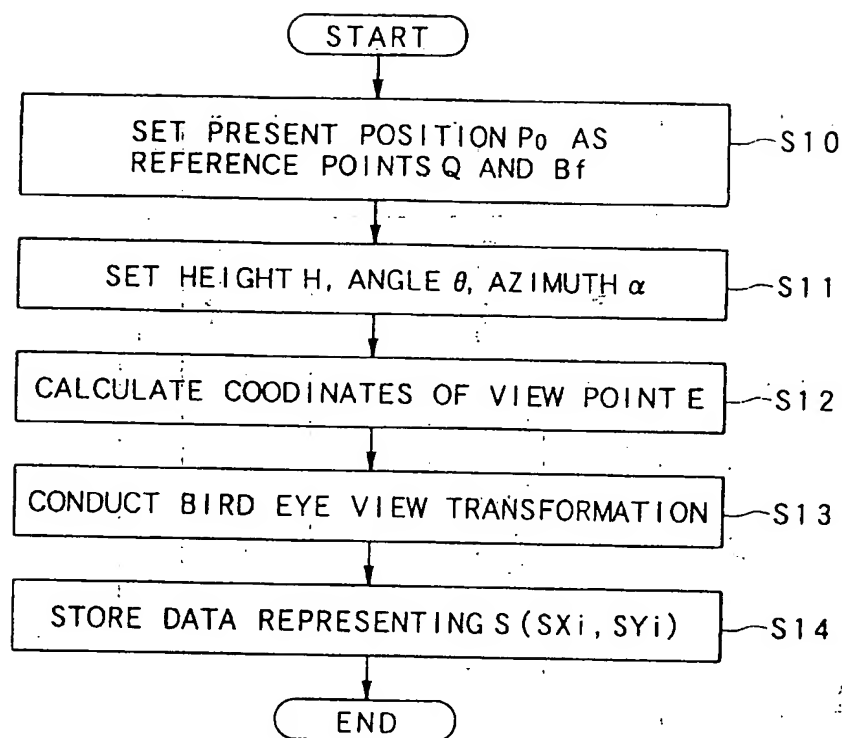 START
SET PRESENT POSITION P0 AS
REFERENCE POINTS Q AND Bf
S10
SET HEIGHT H, ANGLE θ, AZIMUTH α
S11
CALCULATE COODINATES OF VIEW POINT E
S12
CONDUCT BIRD EYE VIEW TRANSFORMATION
S13
STORE DATA REPRESENTING S (SXi, SYi)
S14
END